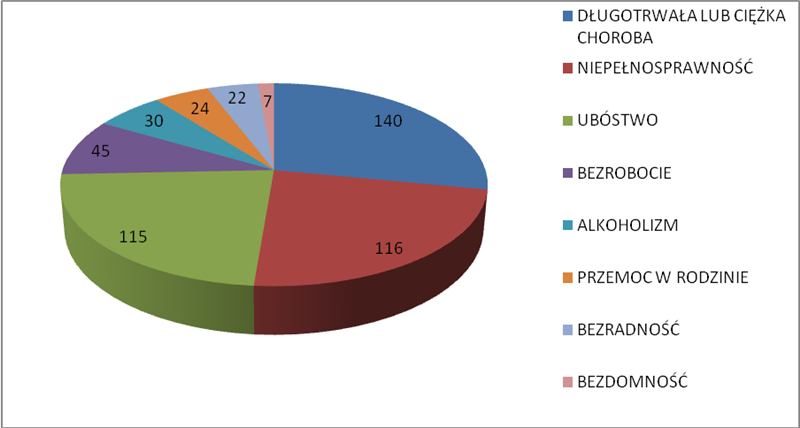 DŁUGOTRWAŁA LUB CIĘŻKA
CHOROBA
NIEPEŁNOSPRAWNOŚĆ
UBÓSTWO
BEZROBOCIE
ALKOHOLIZM
PRZEMOC W RODZINIE
BEZRADNOŚĆ
BEZDOMNOŚĆ
140
116
115
45
30
24
22
7